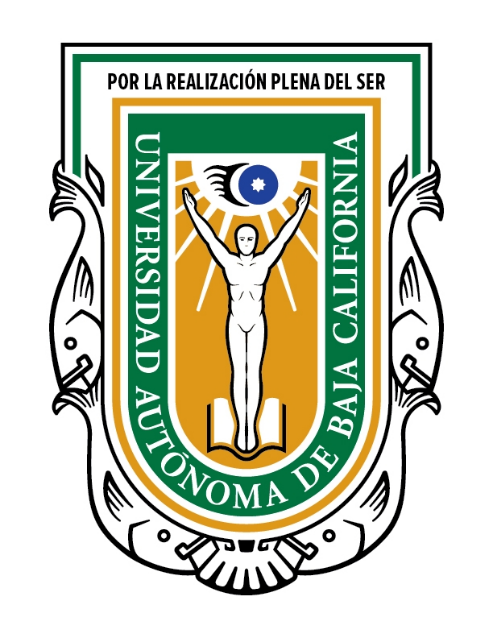 POR LA REALIZACIÓN PLENA DEL SER
UNIVERSIDAD AUTÓNOMA DE BAJA CALIFORNIA